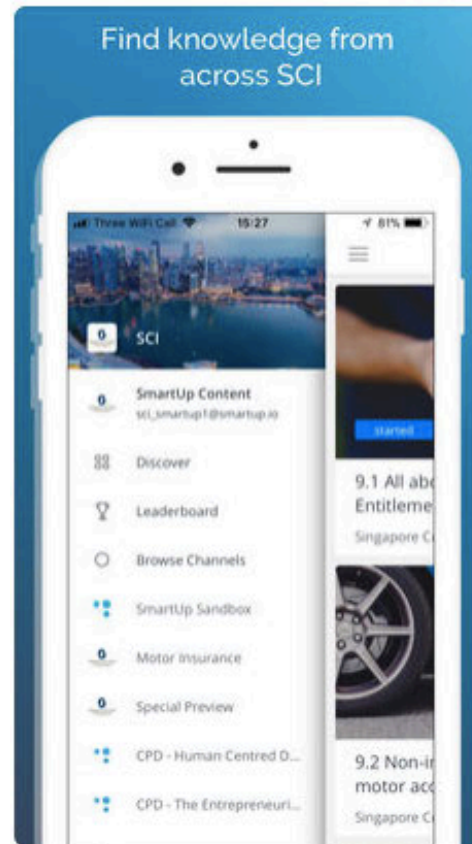 Find knowledge from
across SCI
Three WiFi Call 15:27
81%
SCI
SmartUp Content
sci_smartup1@smartup.io
Discover
Leaderboard
Browse Channels
SmartUp Sandbox
Motor Insurance
Special Preview
CPD - Human Centred D...
CPD - The Entrepreneuri...
started
9.1 All abo
Entitleme
Singapore C
9.2 Non-in
motor acc
Singapore C